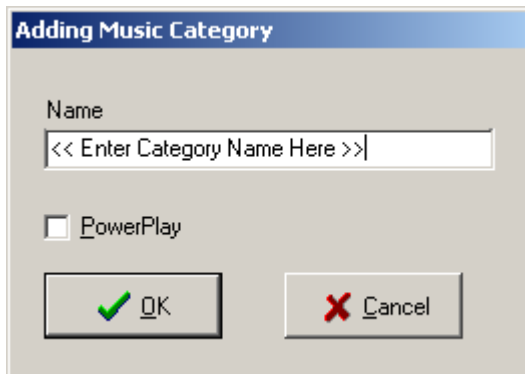 Adding Music Category
Name
<< Enter Category Name Here >>
PowerPlay
OK Cancel